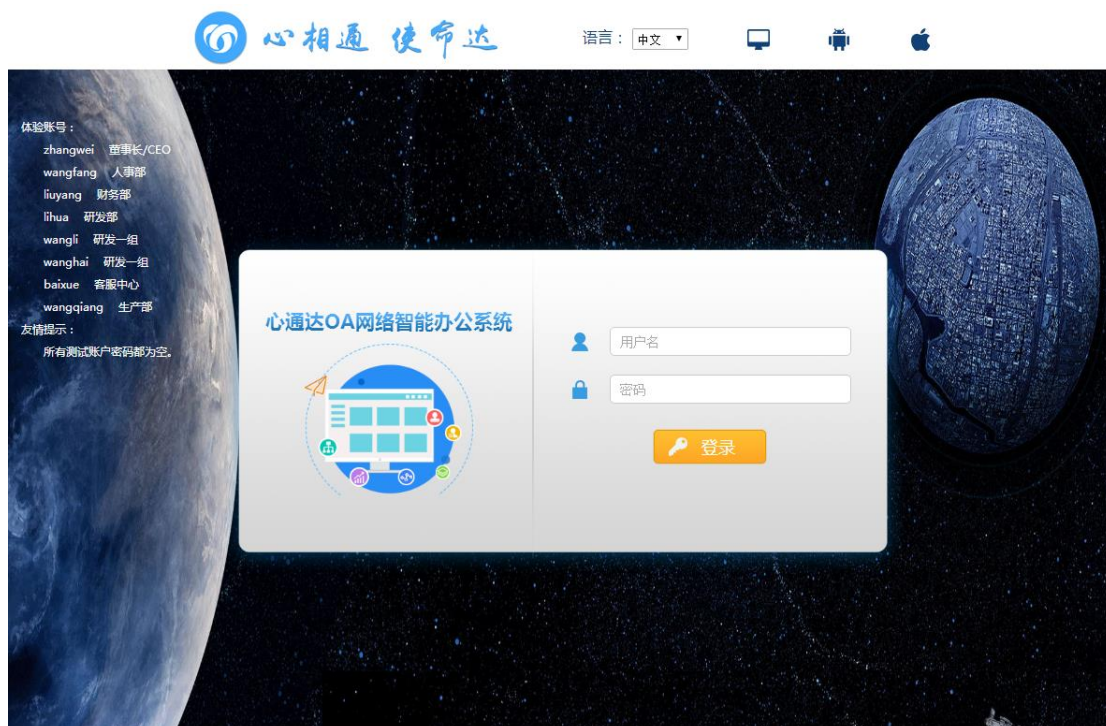 心相通 使命达
语言： 中文
体验账号：
zhangwei 董事长/CEO
wangfang 人事部
liuyang 财务部
lihua 研发部
wangli 研发一组
wanghai 研发一组
baixue 客服中心
wangqiang 生产部
友情提示：
所有测试账户密码都为空。
心通达OA网络智能办公系统
用户名
密码
登录